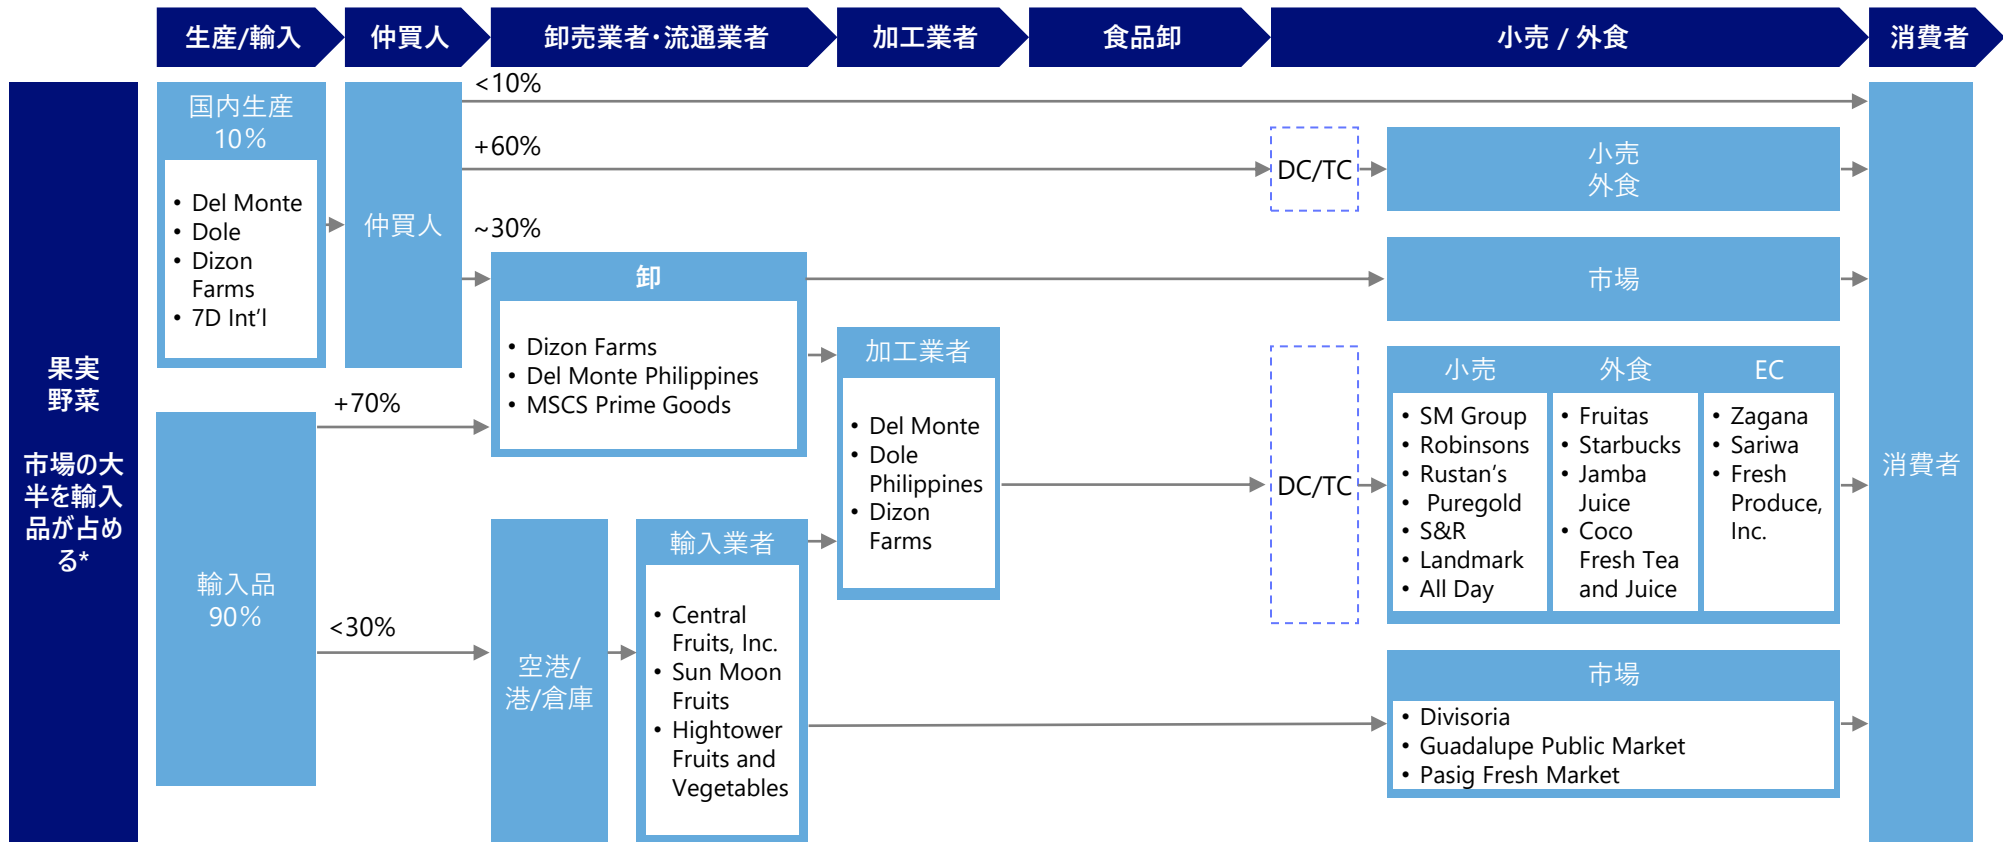 生産/輸入
仲買人
卸売業者・流通業者
加工業者
食品卸
小売 / 外食
消費者
果実
野菜
市場の大
半を輸入
品が占め
る*
国内生産
10%
• Del Monte
• Dole
• Dizon
Farms
• 7D Int’l
仲買人
<10%
+60%
~30%
DC/TC
小売
外食
卸
• Dizon Farms
• Del Monte Philippines
• MSCS Prime Goods
市場
加工業者
• Del Monte
• Dole
Philippines
• Dizon
Farms
DC/TC
小売
• SM Group
• Robinsons
• Rustan’s
• Puregold
• S&R
• Landmark
• All Day
外食
• Fruitas
• Starbucks
• Jamba
Juice
• Coco
Fresh Tea
and Juice
EC
• Zagana
• Sariwa
• Fresh
Produce,
Inc.
消費者
輸入品
90%
+70%
<30%
空港/
港/倉庫
輸入業者
• Central
Fruits, Inc.
• Sun Moon
Fruits
• Hightower
Fruits and
Vegetables
市場
• Divisoria
• Guadalupe Public Market
• Pasig Fresh Market